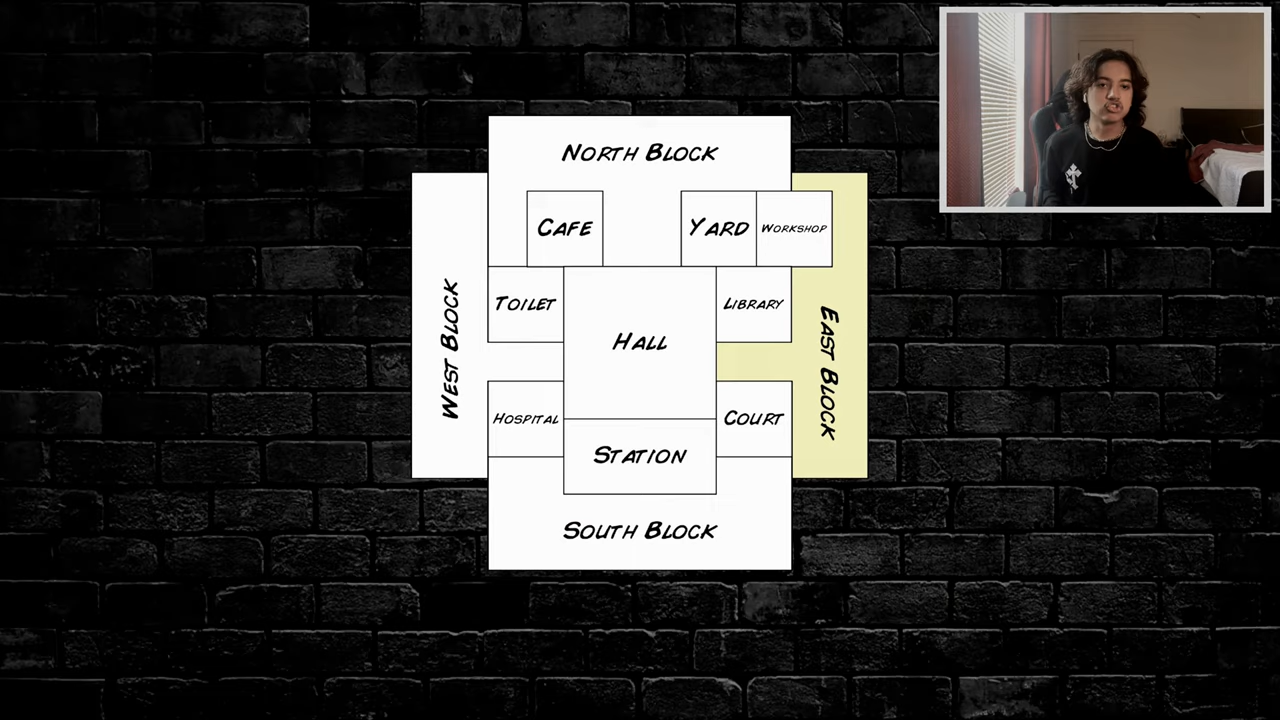 North Block
Cafe
Yard
Workshop
Toilet
Library
West Block
Hall
East Block
Hospital
Court
Station
South Block